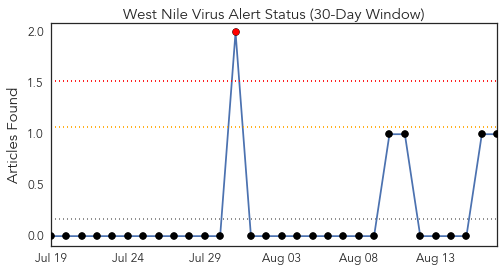 West Nile Virus Alert Status (30-Day Window)
Articles Found
2.0
1.5
1.0
0.5
0.0
Jul 19 Jul 24 Jul 29 Aug 03 Aug 08 Aug 13